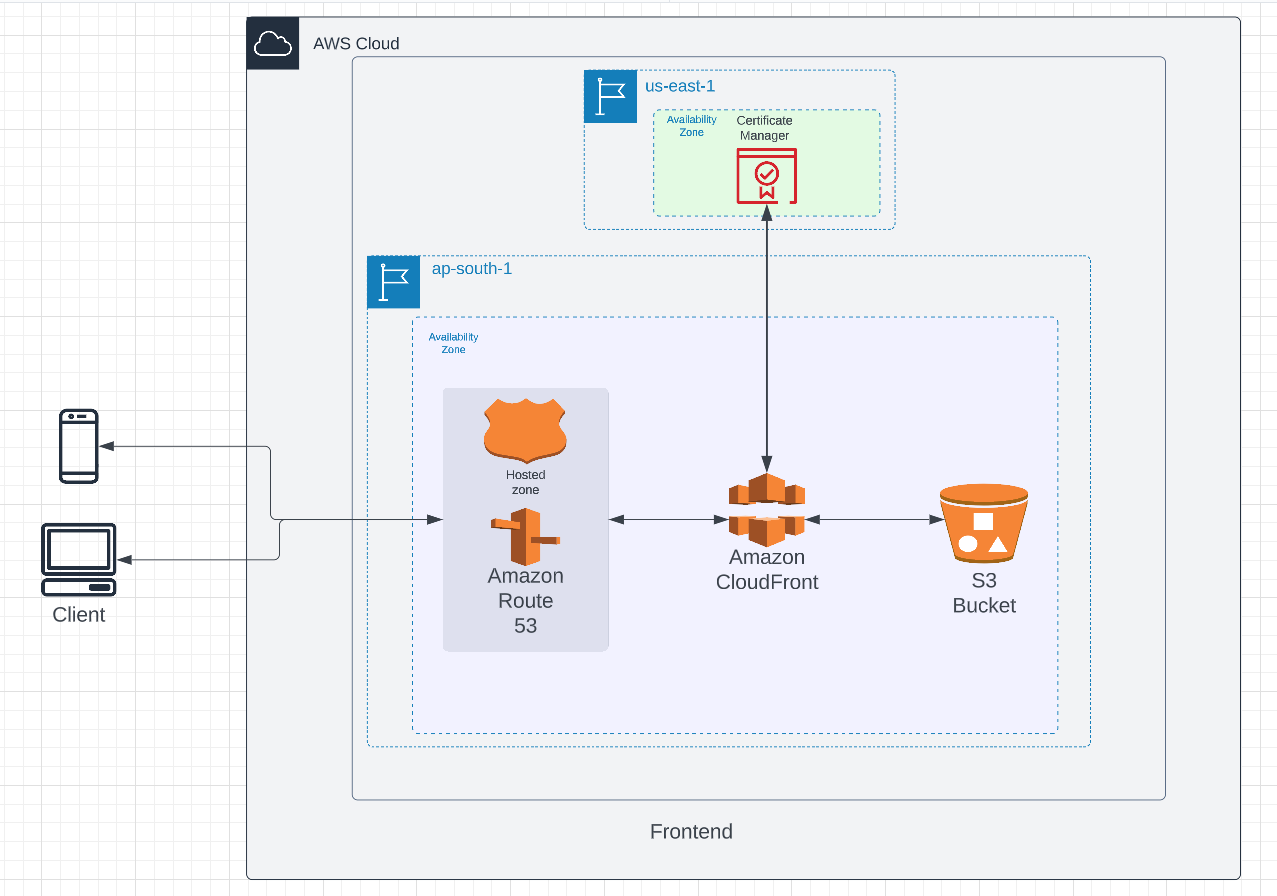 AWS Cloud
us-east-1
Availability
Zone
Certificate
Manager
ap-south-1
Availability
Zone
Hosted
zone
Amazon
Route
53
Amazon
CloudFront
S3
Bucket
Client
Frontend